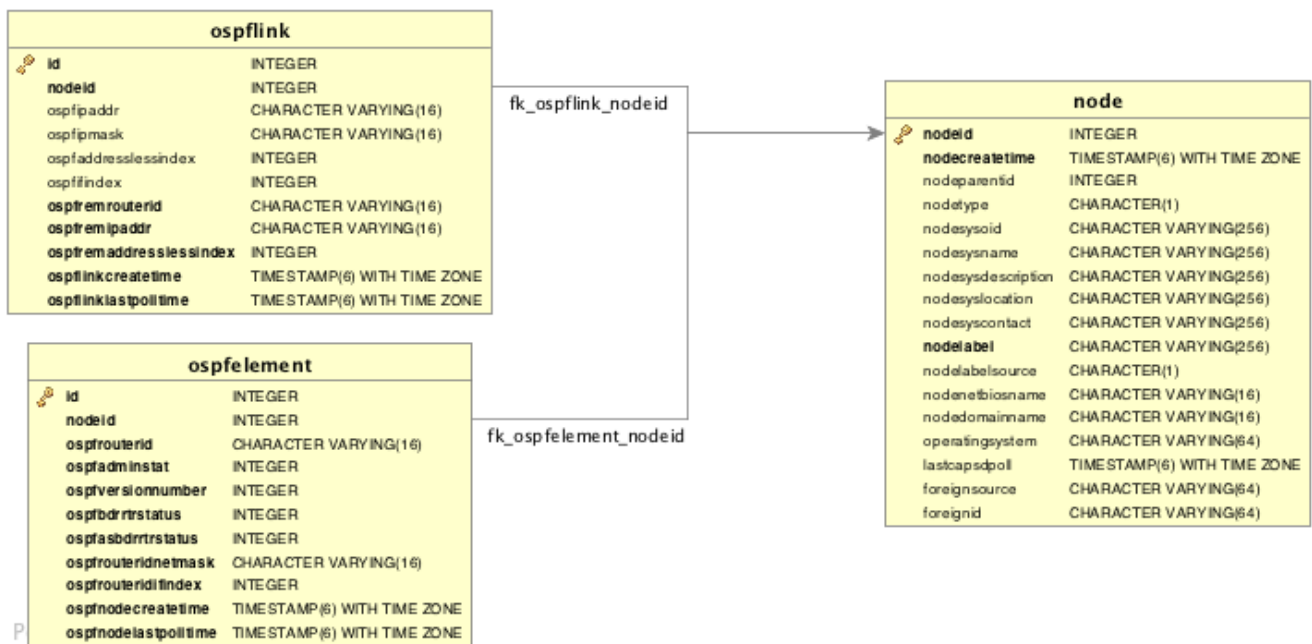 ospflink
id INTEGER
nodeid INTEGER
ospfipaddr CHARACTER VARYING(16)
ospfipmask CHARACTER VARYING(16)
ospfaddresslessindex INTEGER
ospfifindex INTEGER
ospfremrouterid CHARACTER VARYING(16)
ospfremipaddr CHARACTER VARYING(16)
ospfremaddresslessindex INTEGER
ospflinkcreatetime TIMESTAMP(6) WITH TIME ZONE
ospflinklastpolltime TIMESTAMP(6) WITH TIME ZONE
fk_ospflink_nodeid
ospfelement
id INTEGER
nodeid INTEGER
ospfrouterid CHARACTER VARYING(16)
ospfadminstat INTEGER
ospfversionnumber INTEGER
ospfbdrrtrstatus INTEGER
ospfasbdrrtrstatus INTEGER
ospfrouteridnetmask CHARACTER VARYING(16)
ospfrouteridifindex INTEGER
ospfnodecreatetime TIMESTAMP(6) WITH TIME ZONE
ospfnodelastpolltime TIMESTAMP(6) WITH TIME ZONE
fk_ospfelement_nodeid
node
nodeid INTEGER
nodecreatetime TIMESTAMP(6) WITH TIME ZONE
nodeparentid INTEGER
nodetype CHARACTER(1)
nodesysoid CHARACTER VARYING(256)
nodesysname CHARACTER VARYING(256)
nodesysdescription CHARACTER VARYING(256)
nodesyslocation CHARACTER VARYING(256)
nodesyscontact CHARACTER VARYING(256)
nodelabel CHARACTER VARYING(256)
nodelabelsource CHARACTER(1)
nodenetbiosname CHARACTER VARYING(16)
nodedomainname CHARACTER VARYING(16)
operatingsystem CHARACTER VARYING(64)
lastcapsdpoll TIMESTAMP(6) WITH TIME ZONE
foreignsource CHARACTER VARYING(64)
foreignid CHARACTER VARYING(64)